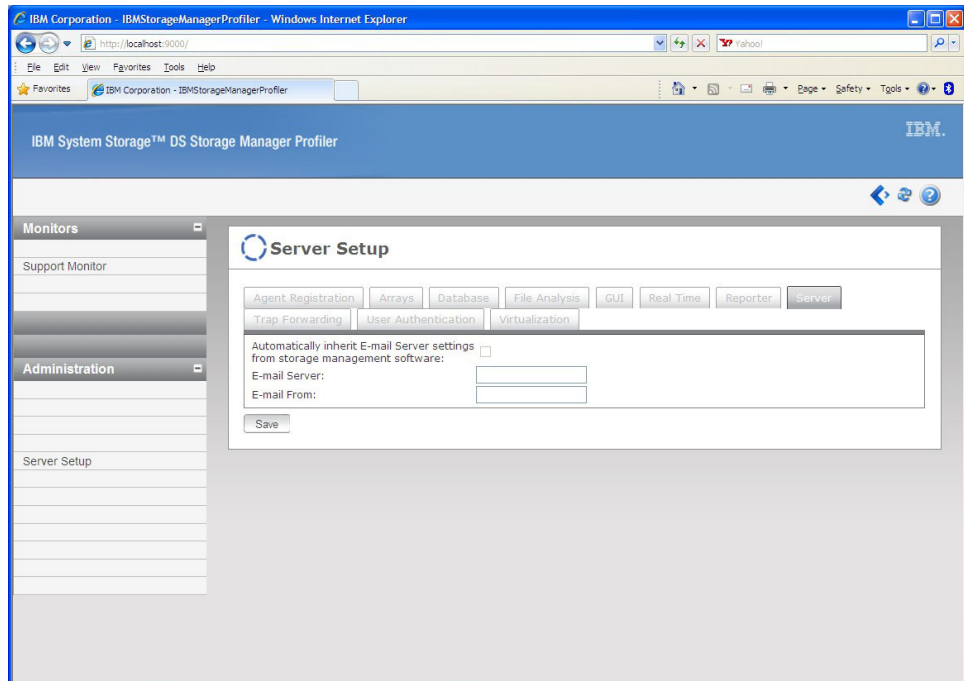 IBM Corporation - IBMStorageManagerProfiler - Windows Internet Explorer
http://localhost:9000/
Yahoo!
File Edit View Favorites Tools Help
Favorites
IBM Corporation - IBMStorageManagerProfiler
Page
Safety
Tools
IBM System Storage™ DS Storage Manager Profiler
IBM.
Monitors
Support Monitor
Administration
Server Setup
Server Setup
Agent Registration
Arrays
Database
File Analysis
GUI
Real Time
Reporter
Server
Trap Forwarding
User Authentication
Virtualization
Automatically inherit E-mail Server settings
from storage management software:
E-mail Server:
E-mail From:
Save